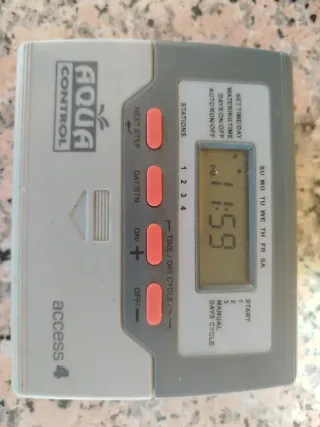 AQUA
CONTROL
SU MO TU WE TH FR SA
SET TIME/DAY
WATERING TIME
DAYS ON/OFF
AUTO RUN/OFF
PM 11:59
START
1
2
3
MANUAL
DAYS CYCLE
STATIONS 1 2 3 4
TIME / DAY CYCLE / %
NEXT STEP DAY/STN. ON/ + OFF/ −
access 4